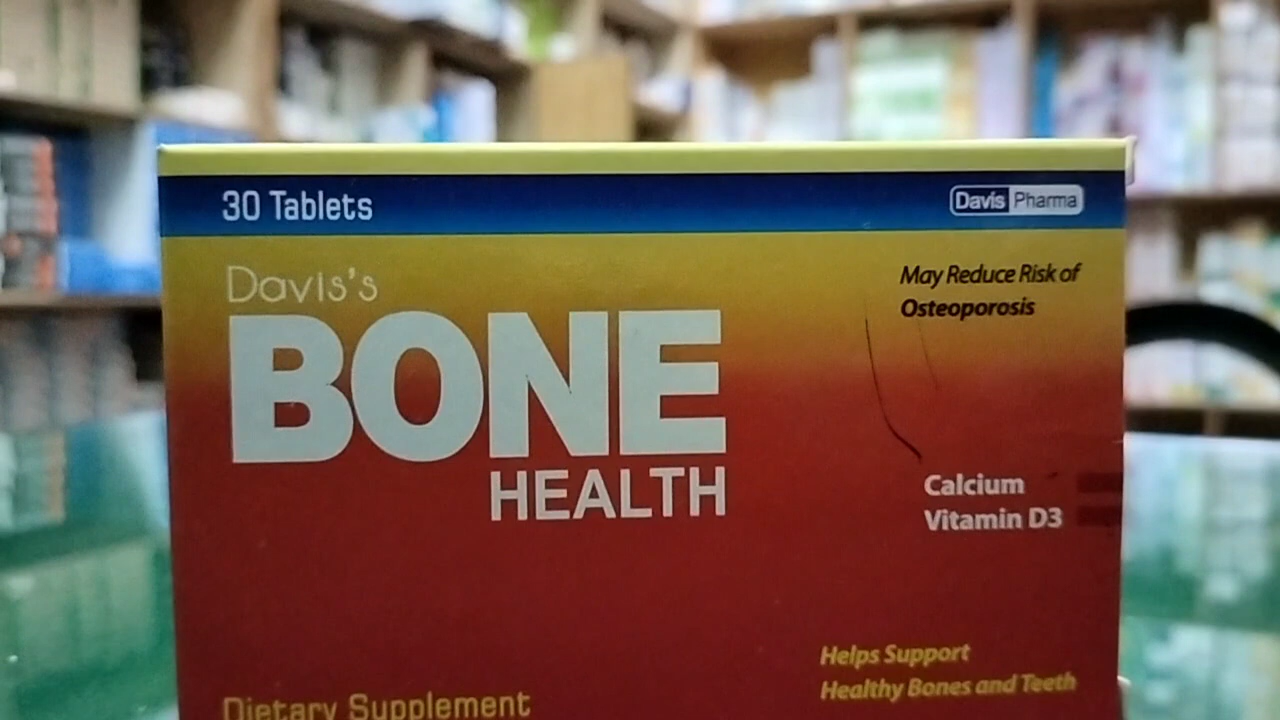 30 Tablets
Davis Pharma
Davis's
BONE
HEALTH
May Reduce Risk of
Osteoporosis
Calcium
Vitamin D3
Helps Support
Healthy Bones and Teeth
Dietary Supplement